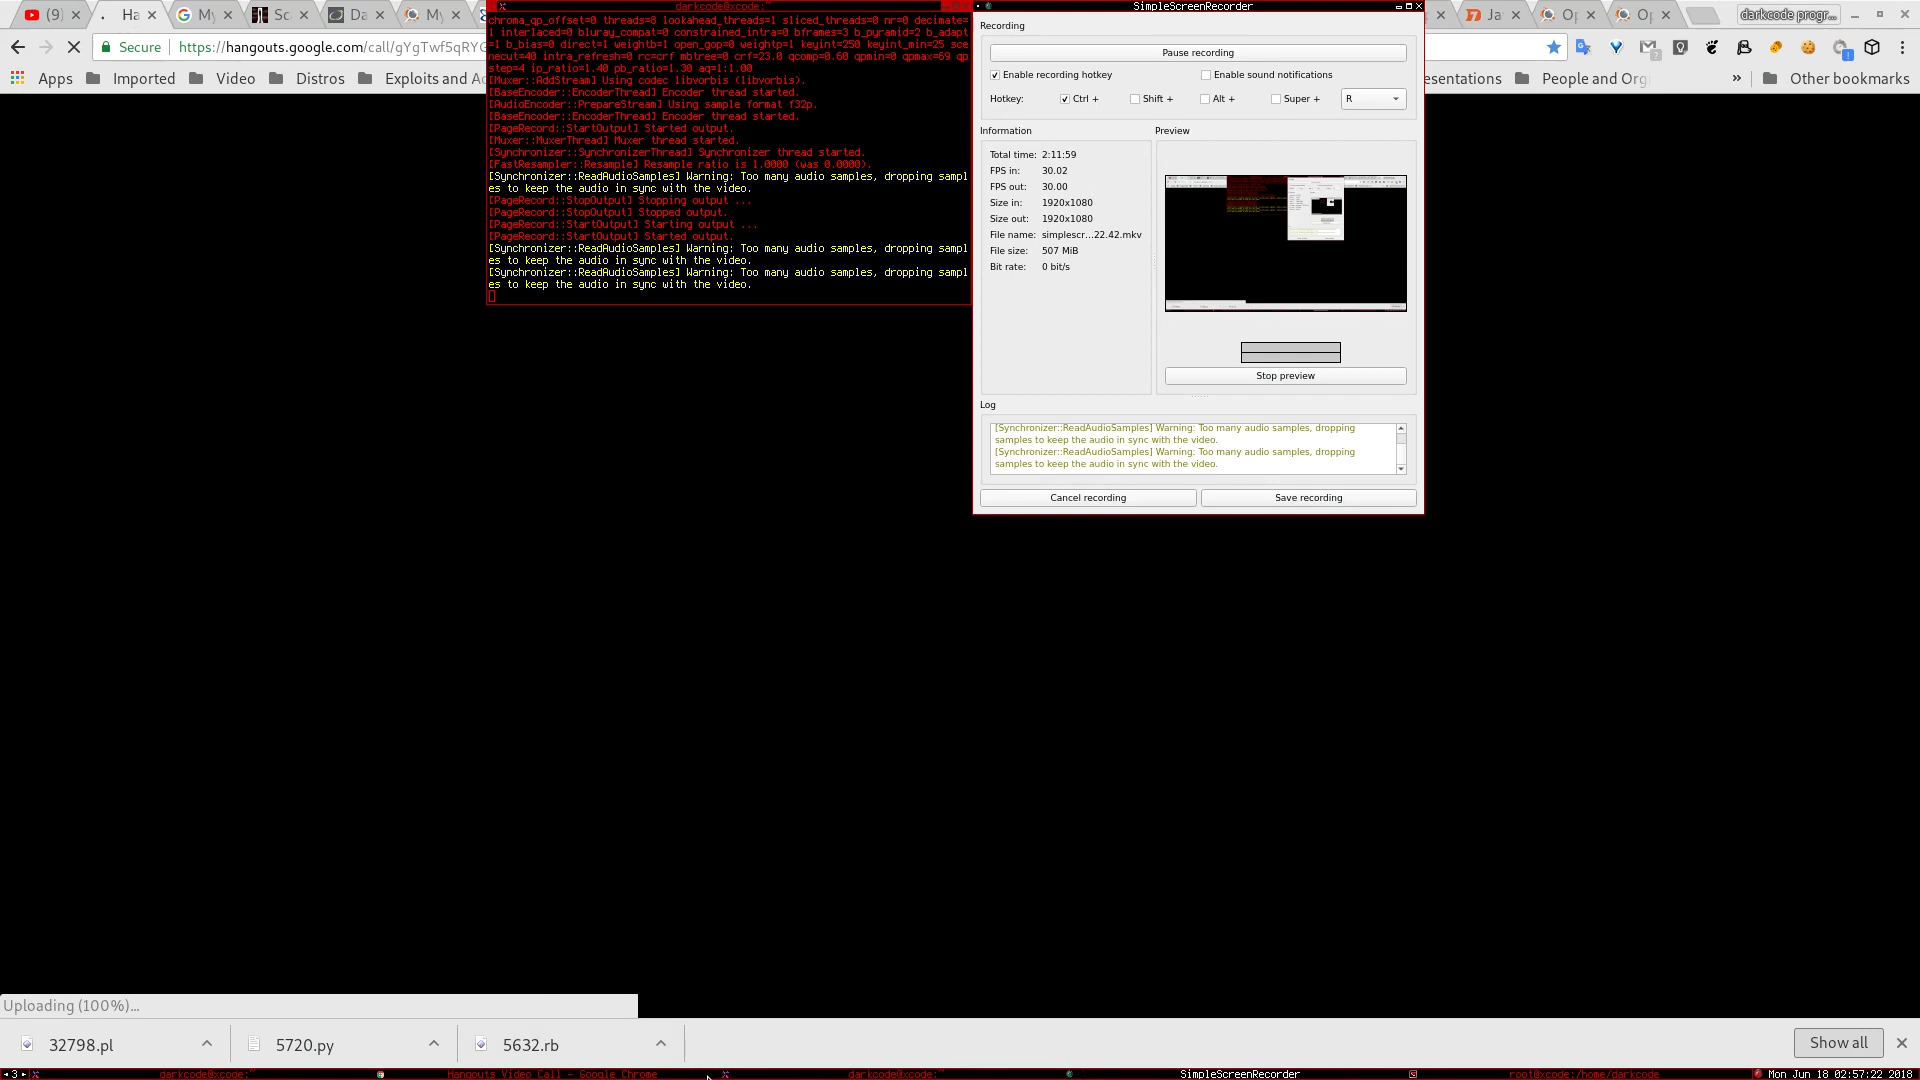 darkcode@xcode:~
SimpleScreenRecorder
(9)
Ha
My
Sc
Da
My
Ja
Op
Op
darkcode progr...
Secure
https://hangouts.google.com/call/gYgTwf5qRYG
Apps
Imported
Video
Distros
Exploits and Ad
esentations
People and Org
»
Other bookmarks
chroma_qp_offset=0 threads=8 lookahead_threads=1 sliced_threads=0 nr=0 decimate=
1 interlaced=0 bluray_compat=0 constrained_intra=0 bframes=3 b_pyramid=2 b_adapt
=1 b_bias=0 direct=1 weightb=1 open_gop=0 weightp=1 keyint=250 keyint_min=25 sce
necut=40 intra_refresh=0 rc=crf mbtree=0 crf=23.0 qcomp=0.60 qpmin=0 qpmax=69 qp
step=4 ip_ratio=1.40 pb_ratio=1.30 aq=1:1.00
[Muxer::AddStream] Using codec libvorbis (libvorbis).
[BaseEncoder::EncoderThread] Encoder thread started.
[AudioEncoder::PrepareStream] Using sample format f32p.
[BaseEncoder::EncoderThread] Encoder thread started.
[PageRecord::StartOutput] Started output.
[Muxer::MuxerThread] Muxer thread started.
[Synchronizer::SynchronizerThread] Synchronizer thread started.
[FastResampler::Resample] Resample ratio is 1.0000 (was 0.0000).
[Synchronizer::ReadAudioSamples] Warning: Too many audio samples, dropping sampl
es to keep the audio in sync with the video.
[PageRecord::StopOutput] Stopping output ...
[PageRecord::StopOutput] Stopped output.
[PageRecord::StartOutput] Starting output ...
[PageRecord::StartOutput] Started output.
[Synchronizer::ReadAudioSamples] Warning: Too many audio samples, dropping sampl
es to keep the audio in sync with the video.
[Synchronizer::ReadAudioSamples] Warning: Too many audio samples, dropping sampl
es to keep the audio in sync with the video.
Recording
Pause recording
Enable recording hotkey
Enable sound notifications
Hotkey: Ctrl + Shift + Alt + Super + R
Information
Preview
Total time: 2:11:59
FPS in: 30.02
FPS out: 30.00
Size in: 1920x1080
Size out: 1920x1080
File name: simplescr...22.42.mkv
File size: 507 MiB
Bit rate: 0 bit/s
Stop preview
Log
[Synchronizer::ReadAudioSamples] Warning: Too many audio samples, dropping
samples to keep the audio in sync with the video.
[Synchronizer::ReadAudioSamples] Warning: Too many audio samples, dropping
samples to keep the audio in sync with the video.
Cancel recording
Save recording
Uploading (100%)...
32798.pl
5720.py
5632.rb
Show all
3
darkcode@xcode:~
Hangouts Video Call - Google Chrome
darkcode@xcode:~
SimpleScreenRecorder
root@xcode:/home/darkcode
Mon Jun 18 02:57:22 2018